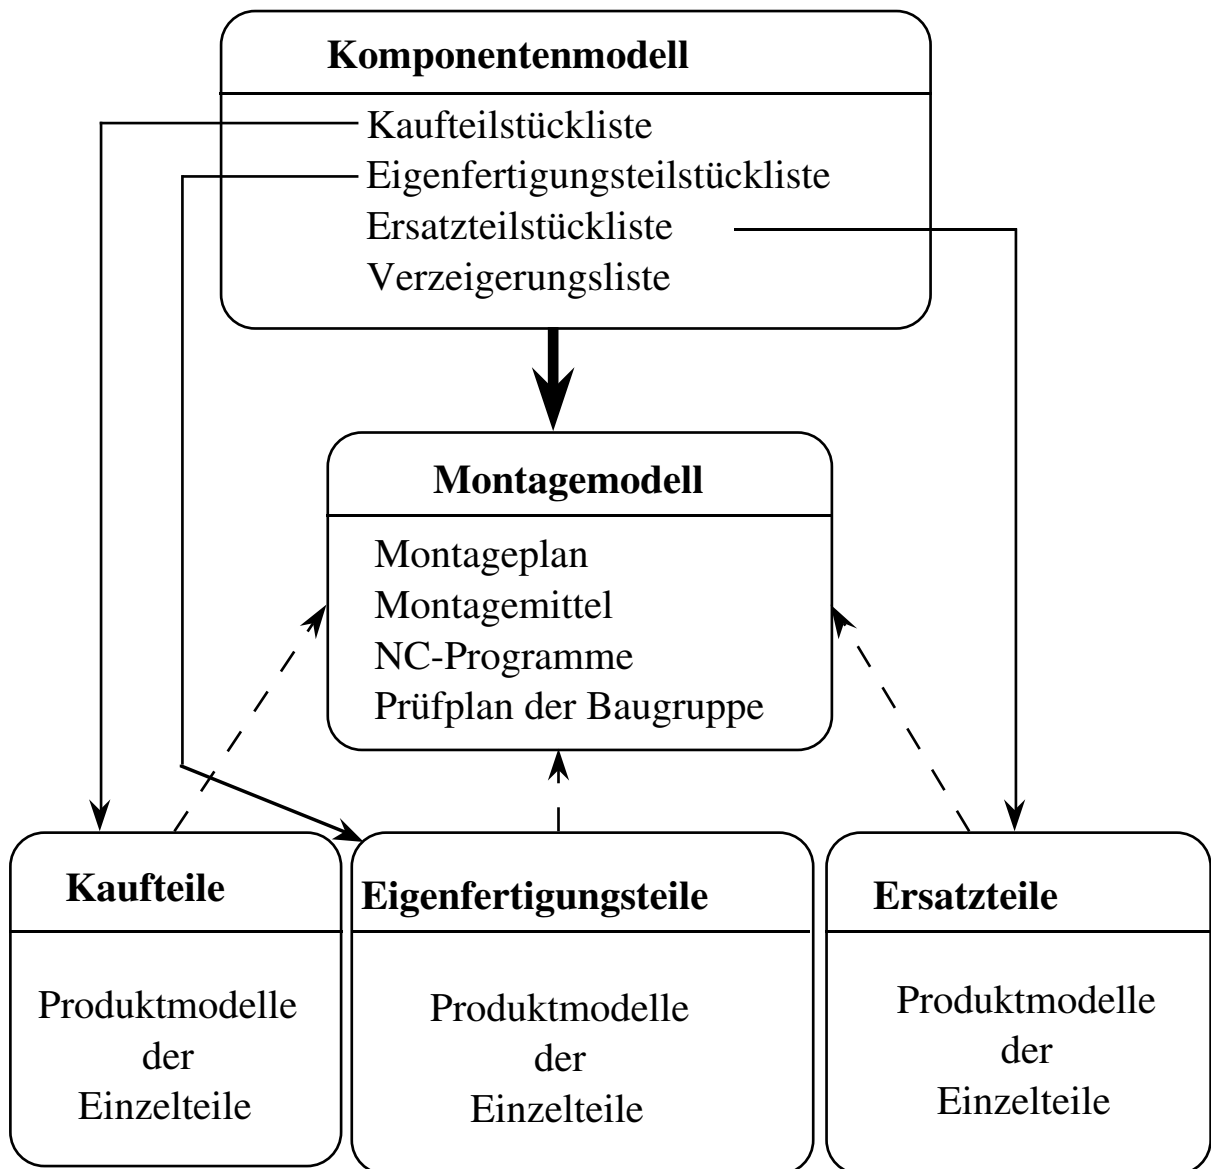 Komponentenmodell
Kaufteilstückliste
Eigenfertigungsteilstückliste
Ersatzteilstückliste
Verzeigerungsliste
Montagemodell
Montageplan
Montagemittel
NC-Programme
Prüfplan der Baugruppe
Kaufteile
Produktmodelle
der
Einzelteile
Eigenfertigungsteile
Produktmodelle
der
Einzelteile
Ersatzteile
Produktmodelle
der
Einzelteile